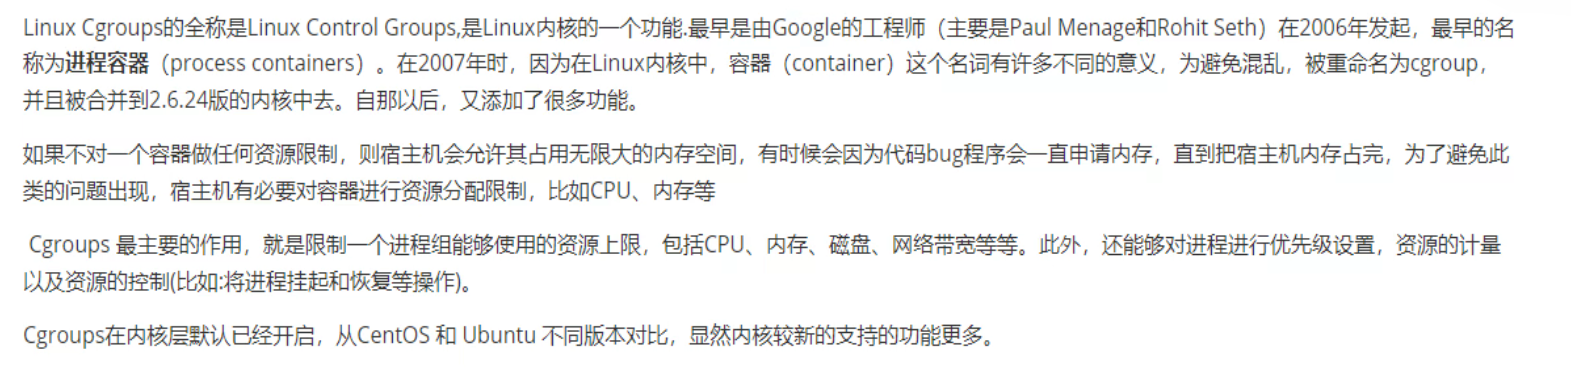 Linux Cgroups的全称是Linux Control Groups,是Linux内核的一个功能.最早是由Google的工程师（主要是Paul Menage和Rohit Seth）在2006年发起，最早的名
称为进程容器（process containers）。在2007年时，因为在Linux内核中，容器（container）这个名词有许多不同的意义，为避免混乱，被重命名为cgroup，
并且被合并到2.6.24版的内核中去。自那以后，又添加了很多功能。
如果不对一个容器做任何资源限制，则宿主机会允许其占用无限大的内存空间，有时候会因为代码bug程序会一直申请内存，直到把宿主机内存占完，为了避免此
类的问题出现，宿主机有必要对容器进行资源分配限制，比如CPU、内存等
Cgroups 最主要的作用，就是限制一个进程组能够使用的资源上限，包括CPU、内存、磁盘、网络带宽等等。此外，还能够对进程进行优先级设置，资源的计量
以及资源的控制(比如:将进程挂起和恢复等操作)。
Cgroups在内核层默认已经开启，从CentOS 和 Ubuntu 不同版本对比，显然内核较新的支持的功能更多。